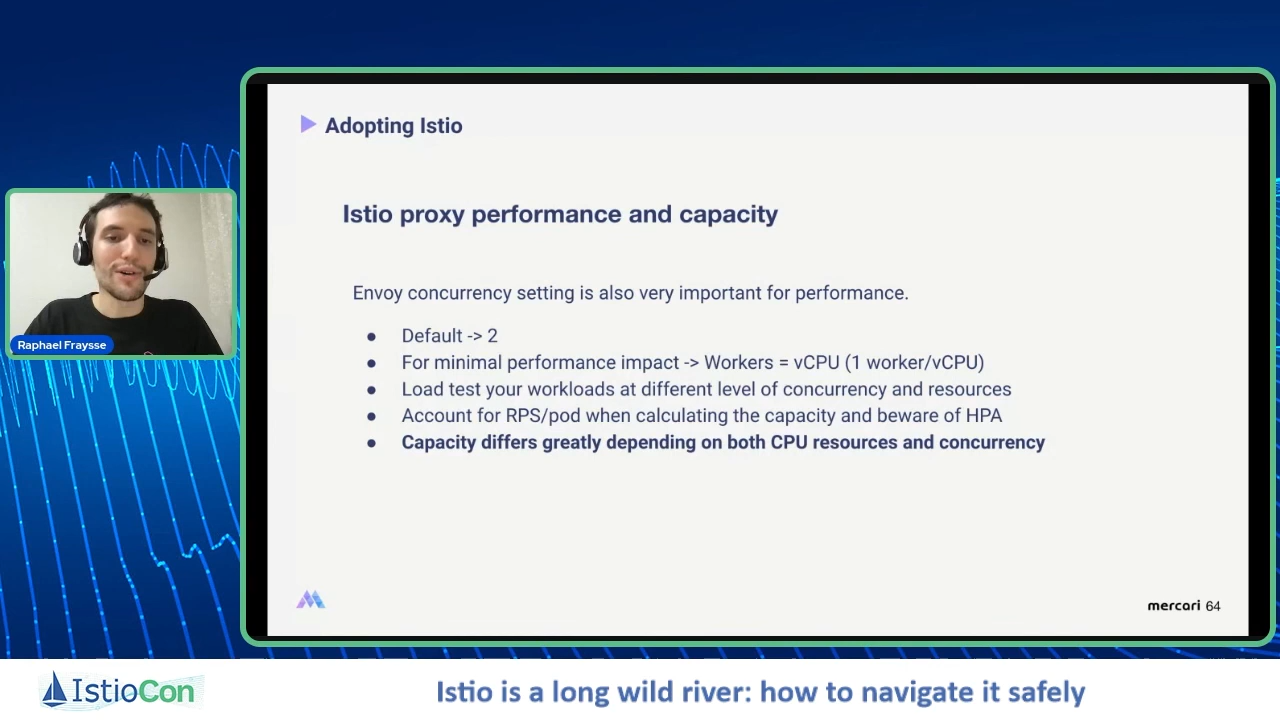 Adopting Istio
Istio proxy performance and capacity
Envoy concurrency setting is also very important for performance.
● Default -> 2
● For minimal performance impact -> Workers = vCPU (1 worker/vCPU)
● Load test your workloads at different level of concurrency and resources
● Account for RPS/pod when calculating the capacity and beware of HPA
● Capacity differs greatly depending on both CPU resources and concurrency
Raphael Fraysse
mercari 64
IstioCon
Istio is a long wild river: how to navigate it safely